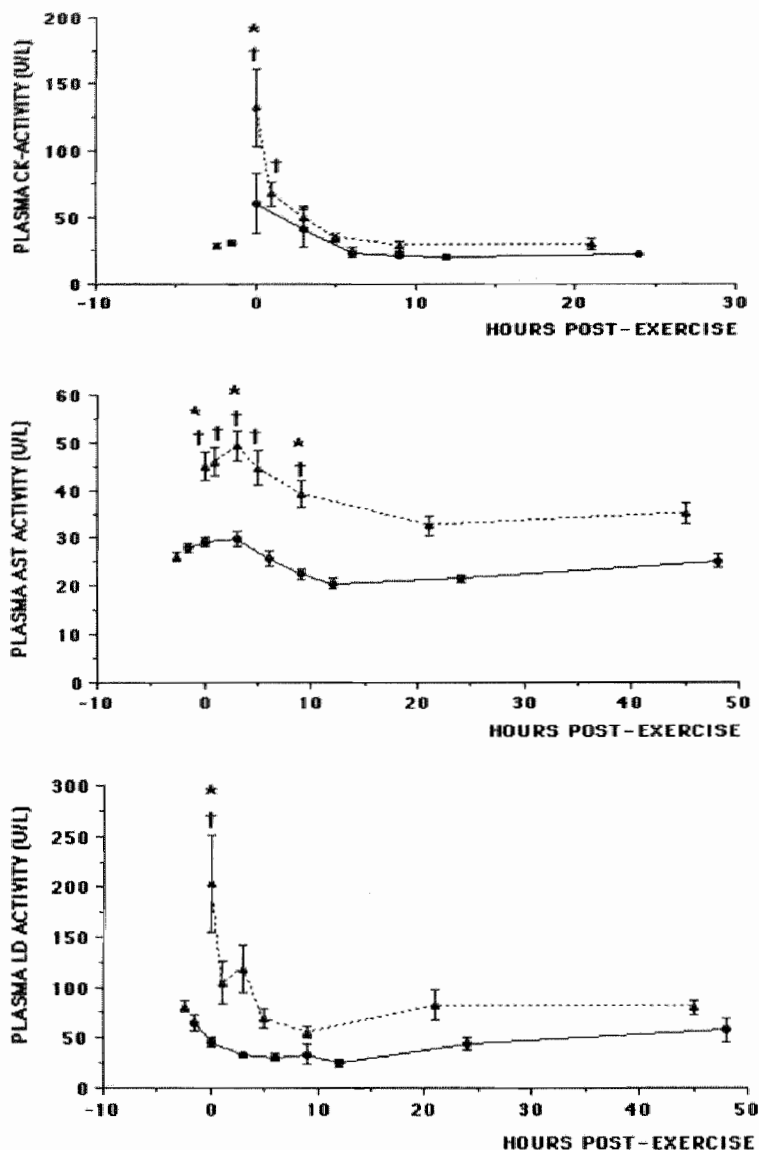 PLASMA CK-ACTIVITY (U/L)
200
150
100
50
0
* 
†
†
-10 0 10 20 30
HOURS POST-EXERCISE
PLASMA AST ACTIVITY (U/L)
60
50
40
30
20
10
0
* * *
† † † † †
-10 0 10 20 30 40 50
HOURS POST-EXERCISE
PLASMA LD ACTIVITY (U/L)
300
250
200
150
100
50
0
*
†
-10 0 10 20 30 40 50
HOURS POST-EXERCISE